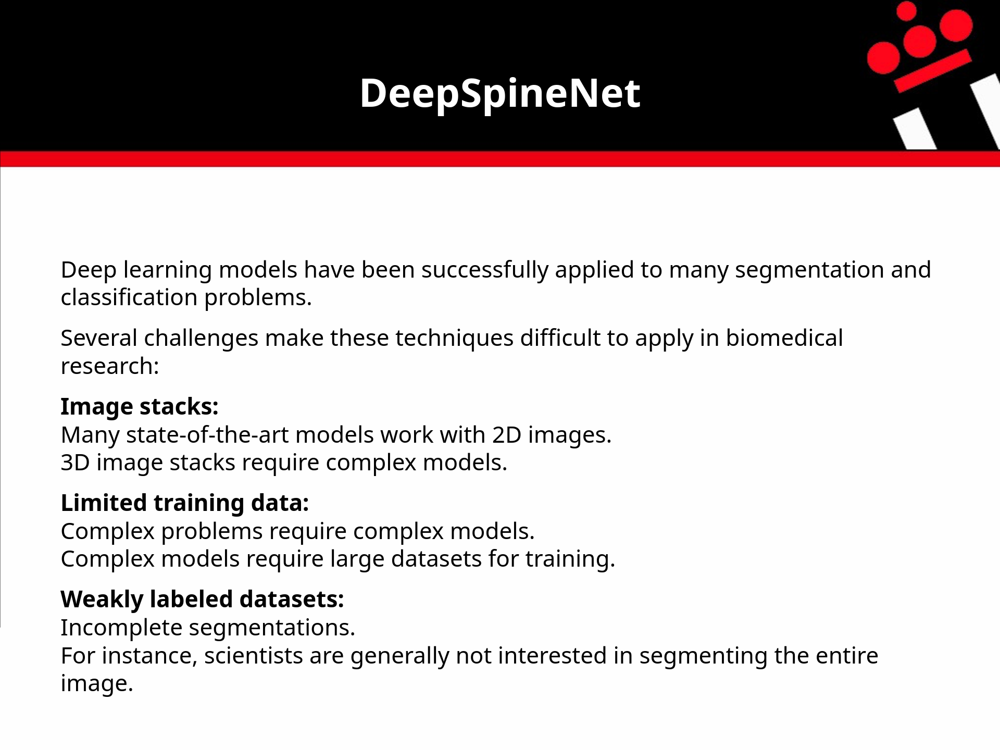 DeepSpineNet
Deep learning models have been successfully applied to many segmentation and
classification problems.
Several challenges make these techniques difficult to apply in biomedical
research:
Image stacks:
Many state-of-the-art models work with 2D images.
3D image stacks require complex models.
Limited training data:
Complex problems require complex models.
Complex models require large datasets for training.
Weakly labeled datasets:
Incomplete segmentations.
For instance, scientists are generally not interested in segmenting the entire
image.